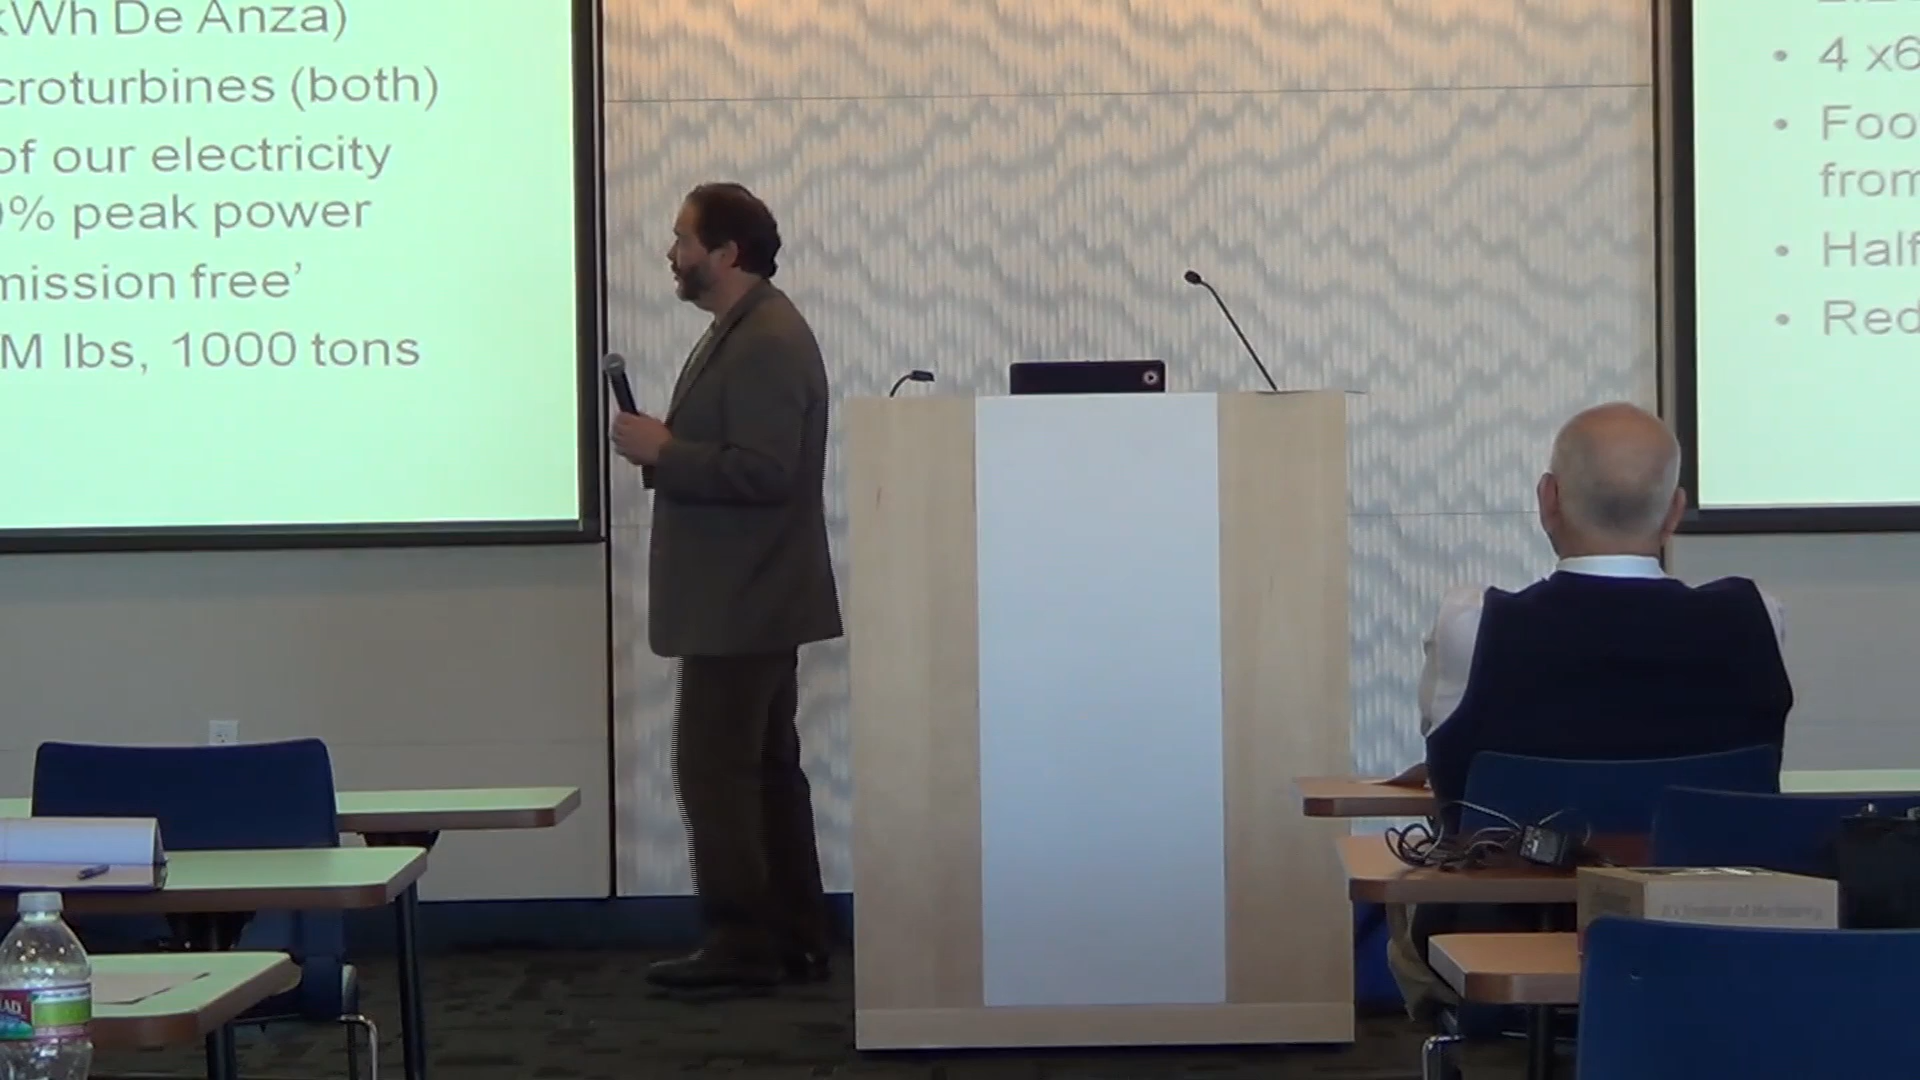 kWh De Anza)
croturbines (both)
of our electricity
0% peak power
mission free’
M lbs, 1000 tons
• 4 x6
• Foo
from
• Half
• Red